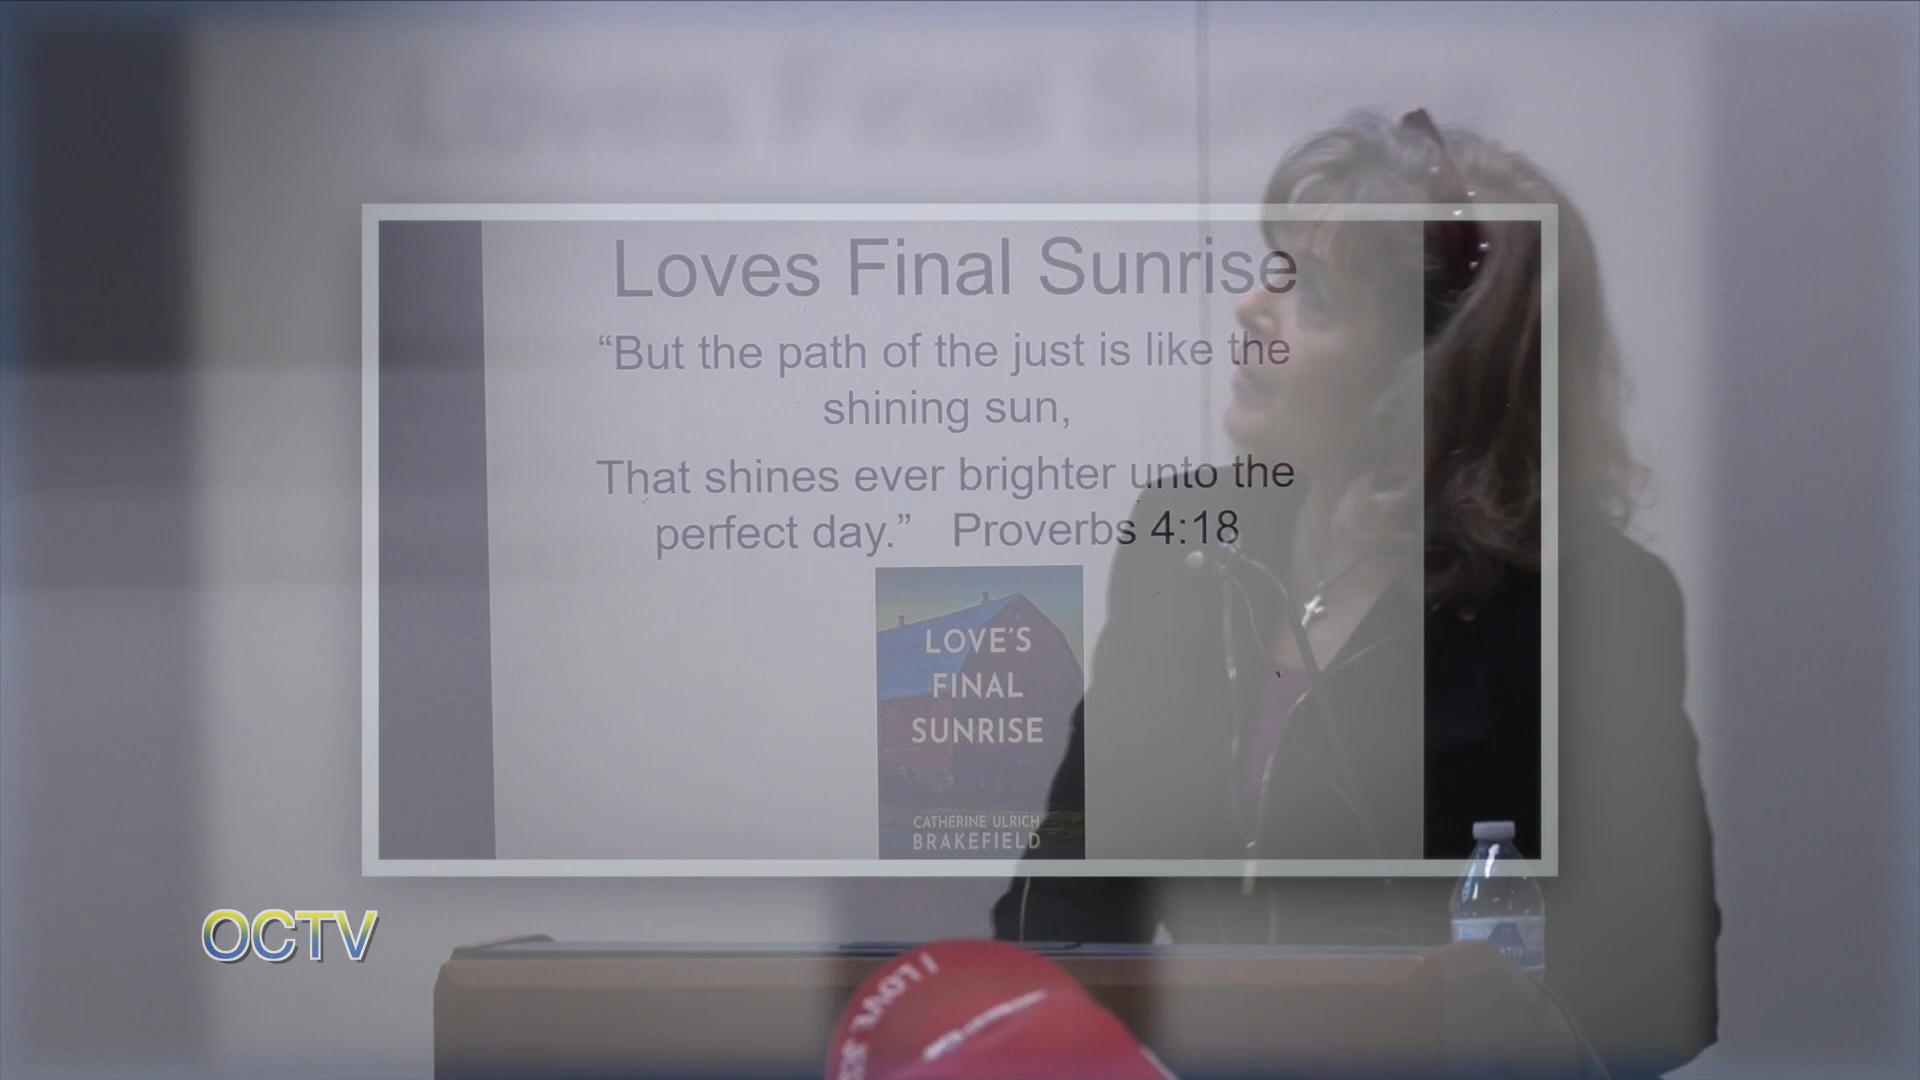 Loves Final Sunrise
“But the path of the just is like the
shining sun,
That shines ever brighter unto the
perfect day.” Proverbs 4:18
LOVE'S
FINAL
SUNRISE
CATHERINE ULRICH
BRAKEFIELD
OCTV
I LOVE